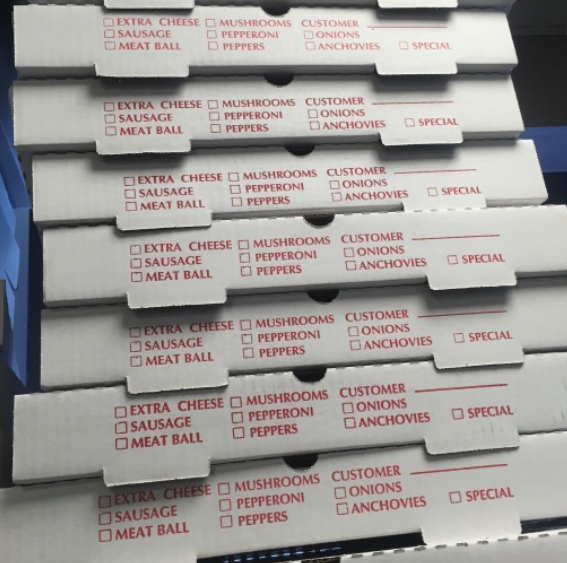 EXTRA CHEESE MUSHROOMS CUSTOMER
SAUSAGE PEPPERONI ONIONS
MEAT BALL PEPPERS ANCHOVIES SPECIAL
EXTRA CHEESE MUSHROOMS CUSTOMER
SAUSAGE PEPPERONI ONIONS
MEAT BALL PEPPERS ANCHOVIES SPECIAL
EXTRA CHEESE MUSHROOMS CUSTOMER
SAUSAGE PEPPERONI ONIONS
MEAT BALL PEPPERS ANCHOVIES SPECIAL
EXTRA CHEESE MUSHROOMS CUSTOMER
SAUSAGE PEPPERONI ONIONS
MEAT BALL PEPPERS ANCHOVIES SPECIAL
EXTRA CHEESE MUSHROOMS CUSTOMER
SAUSAGE PEPPERONI ONIONS
MEAT BALL PEPPERS ANCHOVIES SPECIAL
EXTRA CHEESE MUSHROOMS CUSTOMER
SAUSAGE PEPPERONI ONIONS
MEAT BALL PEPPERS ANCHOVIES SPECIAL
EXTRA CHEESE MUSHROOMS CUSTOMER
SAUSAGE PEPPERONI ONIONS
MEAT BALL PEPPERS ANCHOVIES SPECIAL